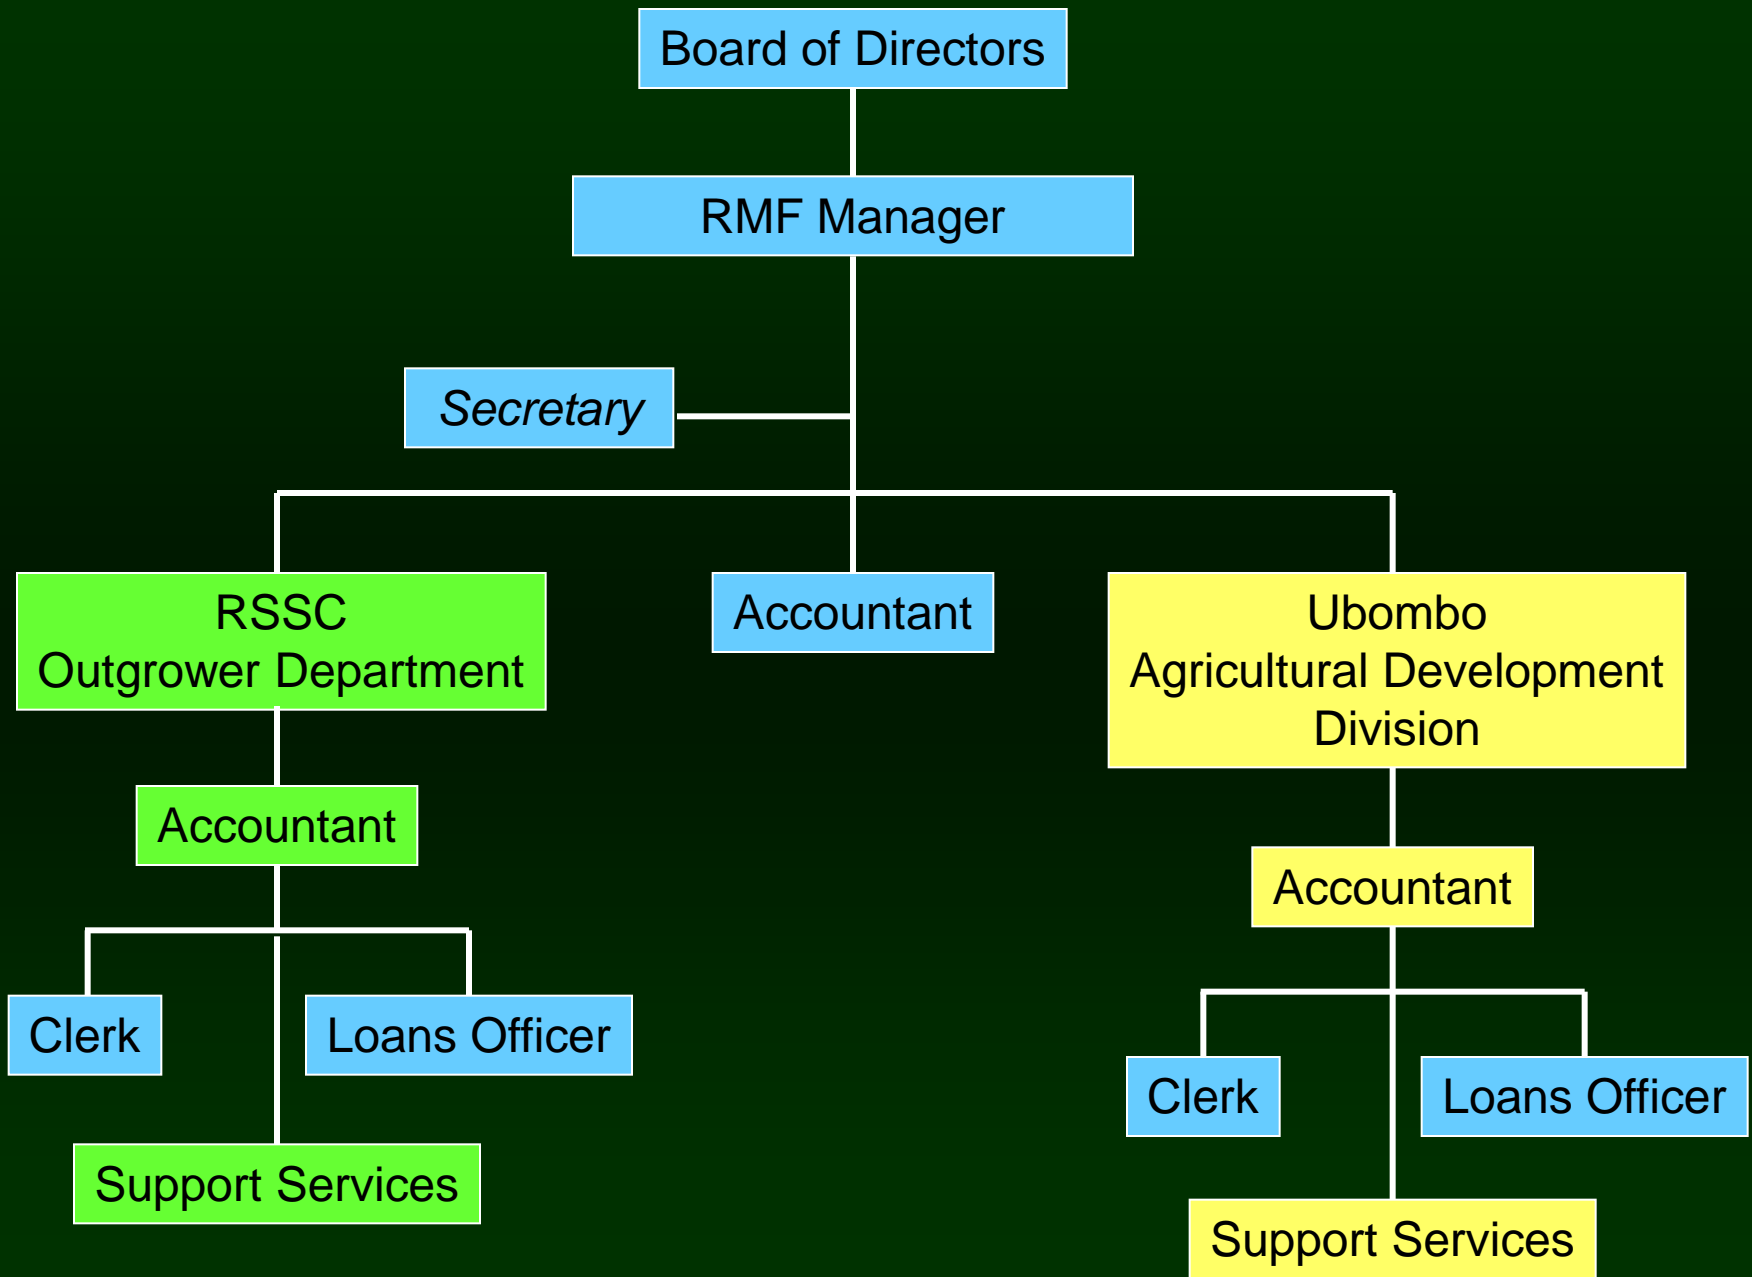 Board of Directors
RMF Manager
Secretary
RSSC
Outgrower Department
Accountant
Ubombo
Agricultural Development
Division
Accountant
Accountant
Clerk
Loans Officer
Clerk
Loans Officer
Support Services
Support Services